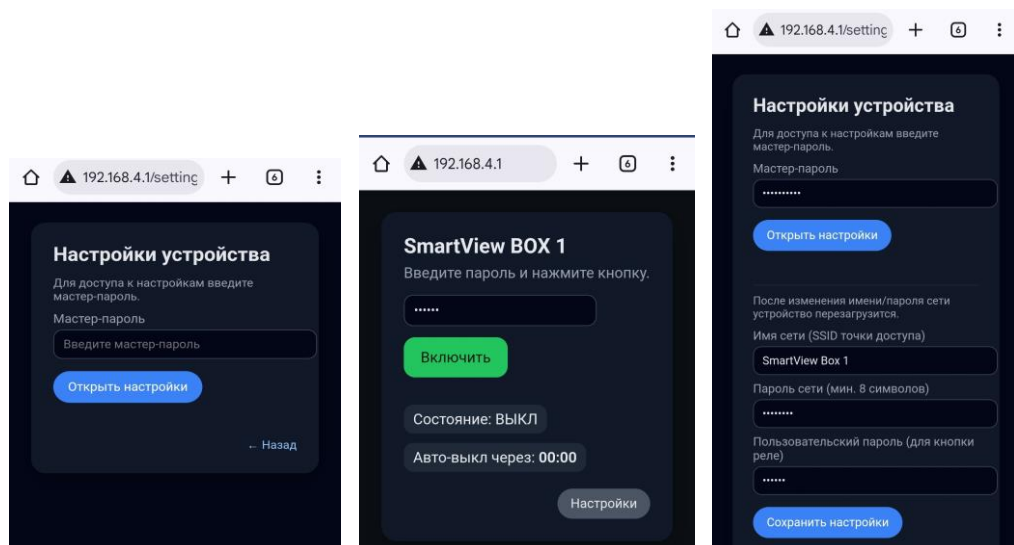 192.168.4.1/setting
6
Настройки устройства
Для доступа к настройкам введите
мастер-пароль.
Мастер-пароль
Введите мастер-пароль
Открыть настройки
← Назад
192.168.4.1
6
SmartView BOX 1
Введите пароль и нажмите кнопку.
••••••
Включить
Состояние: ВЫКЛ
Авто-выкл через: 00:00
Настройки
192.168.4.1/setting
6
Настройки устройства
Для доступа к настройкам введите
мастер-пароль.
Мастер-пароль
••••••••••
Открыть настройки
После изменения имени/пароля сети
устройство перезагрузится.
Имя сети (SSID точки доступа)
SmartView Box 1
Пароль сети (мин. 8 символов)
••••••••
Пользовательский пароль (для кнопки
реле)
••••••
Сохранить настройки